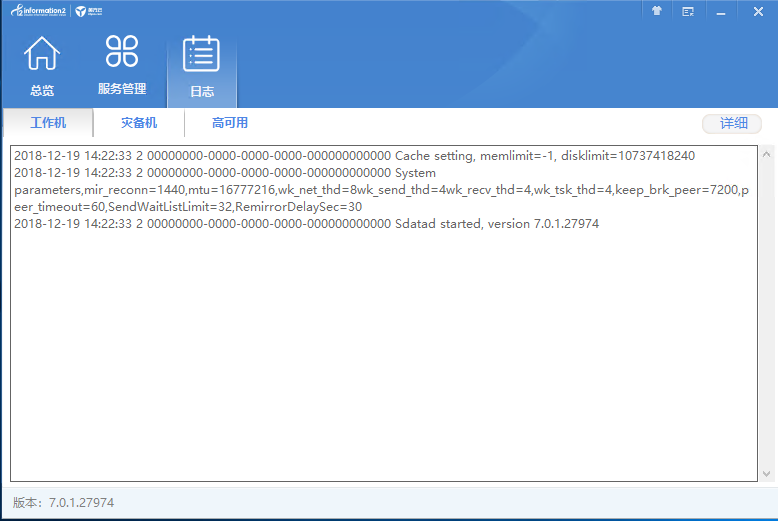 information2 英方云
总览
服务管理
日志
工作机
灾备机
高可用
详细
2018-12-19 14:22:33 2 00000000-0000-0000-0000-000000000000 Cache setting, memlimit=-1, disklimit=10737418240
2018-12-19 14:22:33 2 00000000-0000-0000-0000-000000000000 System
parameters,mir_reconn=1440,mtu=16777216,wk_net_thd=8wk_send_thd=4wk_recv_thd=4,wk_tsk_thd=4,keep_brk_peer=7200,p
eer_timeout=60,SendWaitListLimit=32,RemirrorDelaySec=30
2018-12-19 14:22:33 2 00000000-0000-0000-0000-000000000000 Sdatad started, version 7.0.1.27974
版本：7.0.1.27974